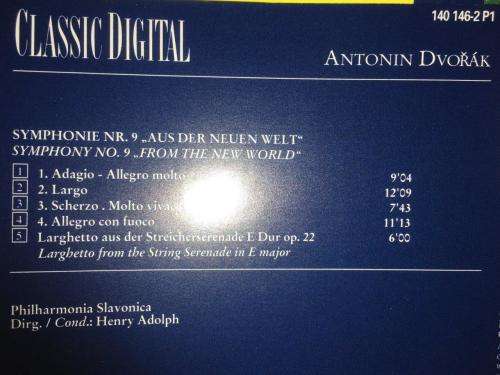 140 146-2 P1
CLASSIC DIGITAL
ANTONIN DVOŘÁK
SYMPHONIE NR. 9 „AUS DER NEUEN WELT“
SYMPHONY NO. 9 „FROM THE NEW WORLD“
1 1. Adagio - Allegro molto 9'04
2 2. Largo 12'09
3 3. Scherzo . Molto 7'43
4 4. Allegro con fuoco 11'13
5 Larghetto aus der Streicherserenade E Dur op. 22 6'00
Larghetto from the String Serenade in E major
Philharmonia Slavonica
Dirg. / Cond.: Henry Adolph